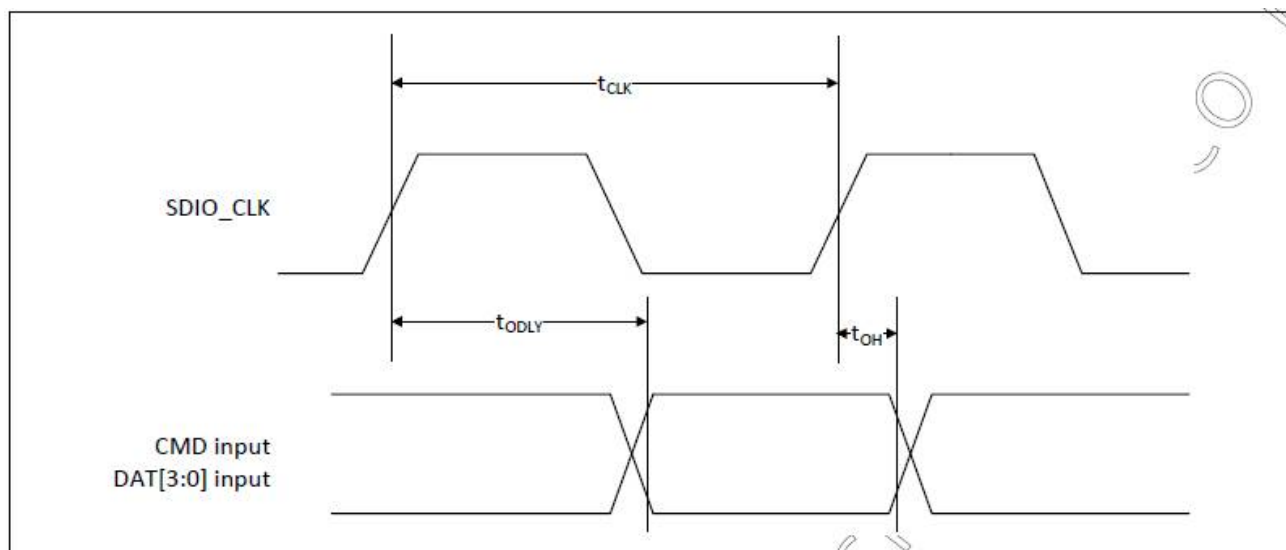 tCLK
SDIO_CLK
tODLY
tOH
CMD input
DAT[3:0] input